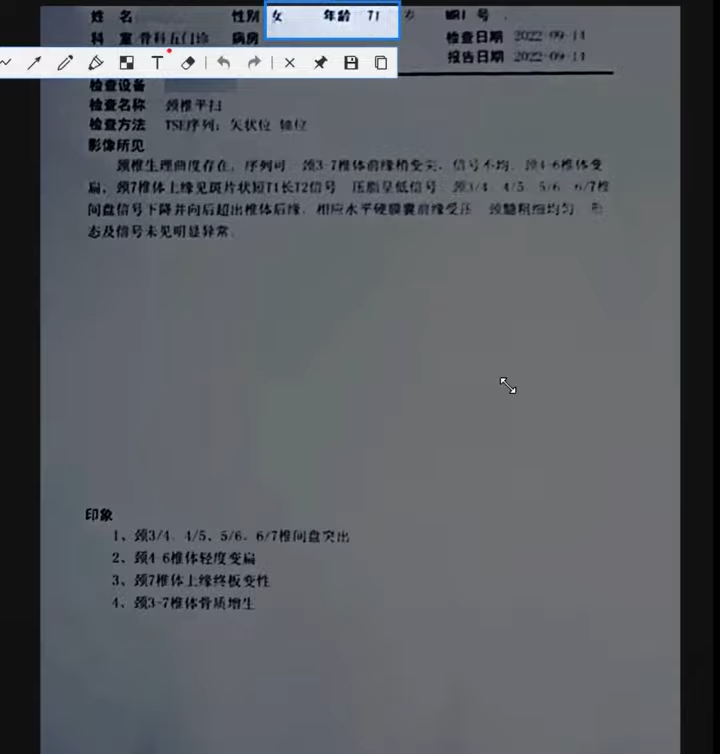 姓 名 性别 女 年龄 71 岁 MRI 号
科 室 骨科五门诊 病房 检查日期 2022-09-14
报告日期 2022-09-14
T
检查设备
检查名称 颈椎平扫
检查方法 TSE序列：矢状位 轴位
影像所见
颈椎生理曲度存在，序列可，颈3-7椎体前缘稍变尖，信号不均，颈4-6椎体变
扁，颈7椎体上缘见斑片状短T1长T2信号，压脂呈低信号，颈3/4、4/5、5/6、6/7椎
间盘信号下降并向后超出椎体后缘，相应水平硬膜囊前缘受压，颈髓粗细均匀，形
态及信号未见明显异常
印象
1、颈3/4、4/5、5/6、6/7椎间盘突出
2、颈4-6椎体轻度变扁
3、颈7椎体上缘终板变性
4、颈3-7椎体骨质增生